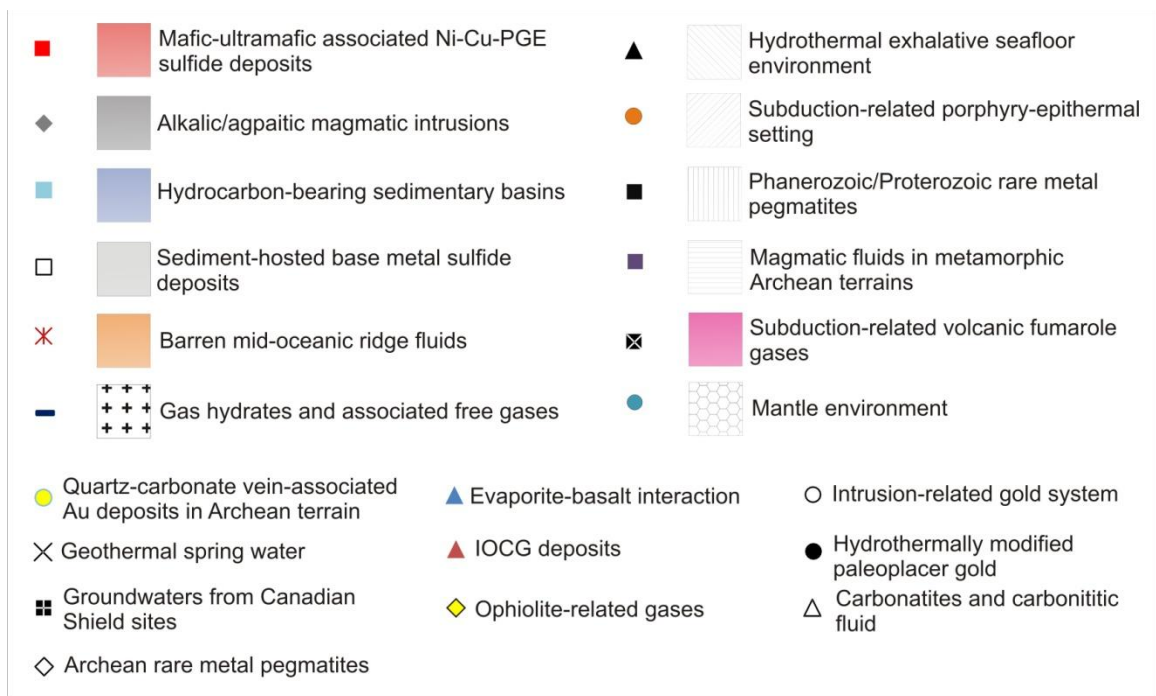 Mafic-ultramafic associated Ni-Cu-PGE
sulfide deposits
Alkalic/agpaitic magmatic intrusions
Hydrocarbon-bearing sedimentary basins
Sediment-hosted base metal sulfide
deposits
Barren mid-oceanic ridge fluids
Gas hydrates and associated free gases
Hydrothermal exhalative seafloor
environment
Subduction-related porphyry-epithermal
setting
Phanerozoic/Proterozoic rare metal
pegmatites
Magmatic fluids in metamorphic
Archean terrains
Subduction-related volcanic fumarole
gases
Mantle environment
Quartz-carbonate vein-associated
Au deposits in Archean terrain
Geothermal spring water
Groundwaters from Canadian
Shield sites
Archean rare metal pegmatites
Evaporite-basalt interaction
IOCG deposits
Ophiolite-related gases
Intrusion-related gold system
Hydrothermally modified
paleoplacer gold
Carbonatites and carbonititic
fluid